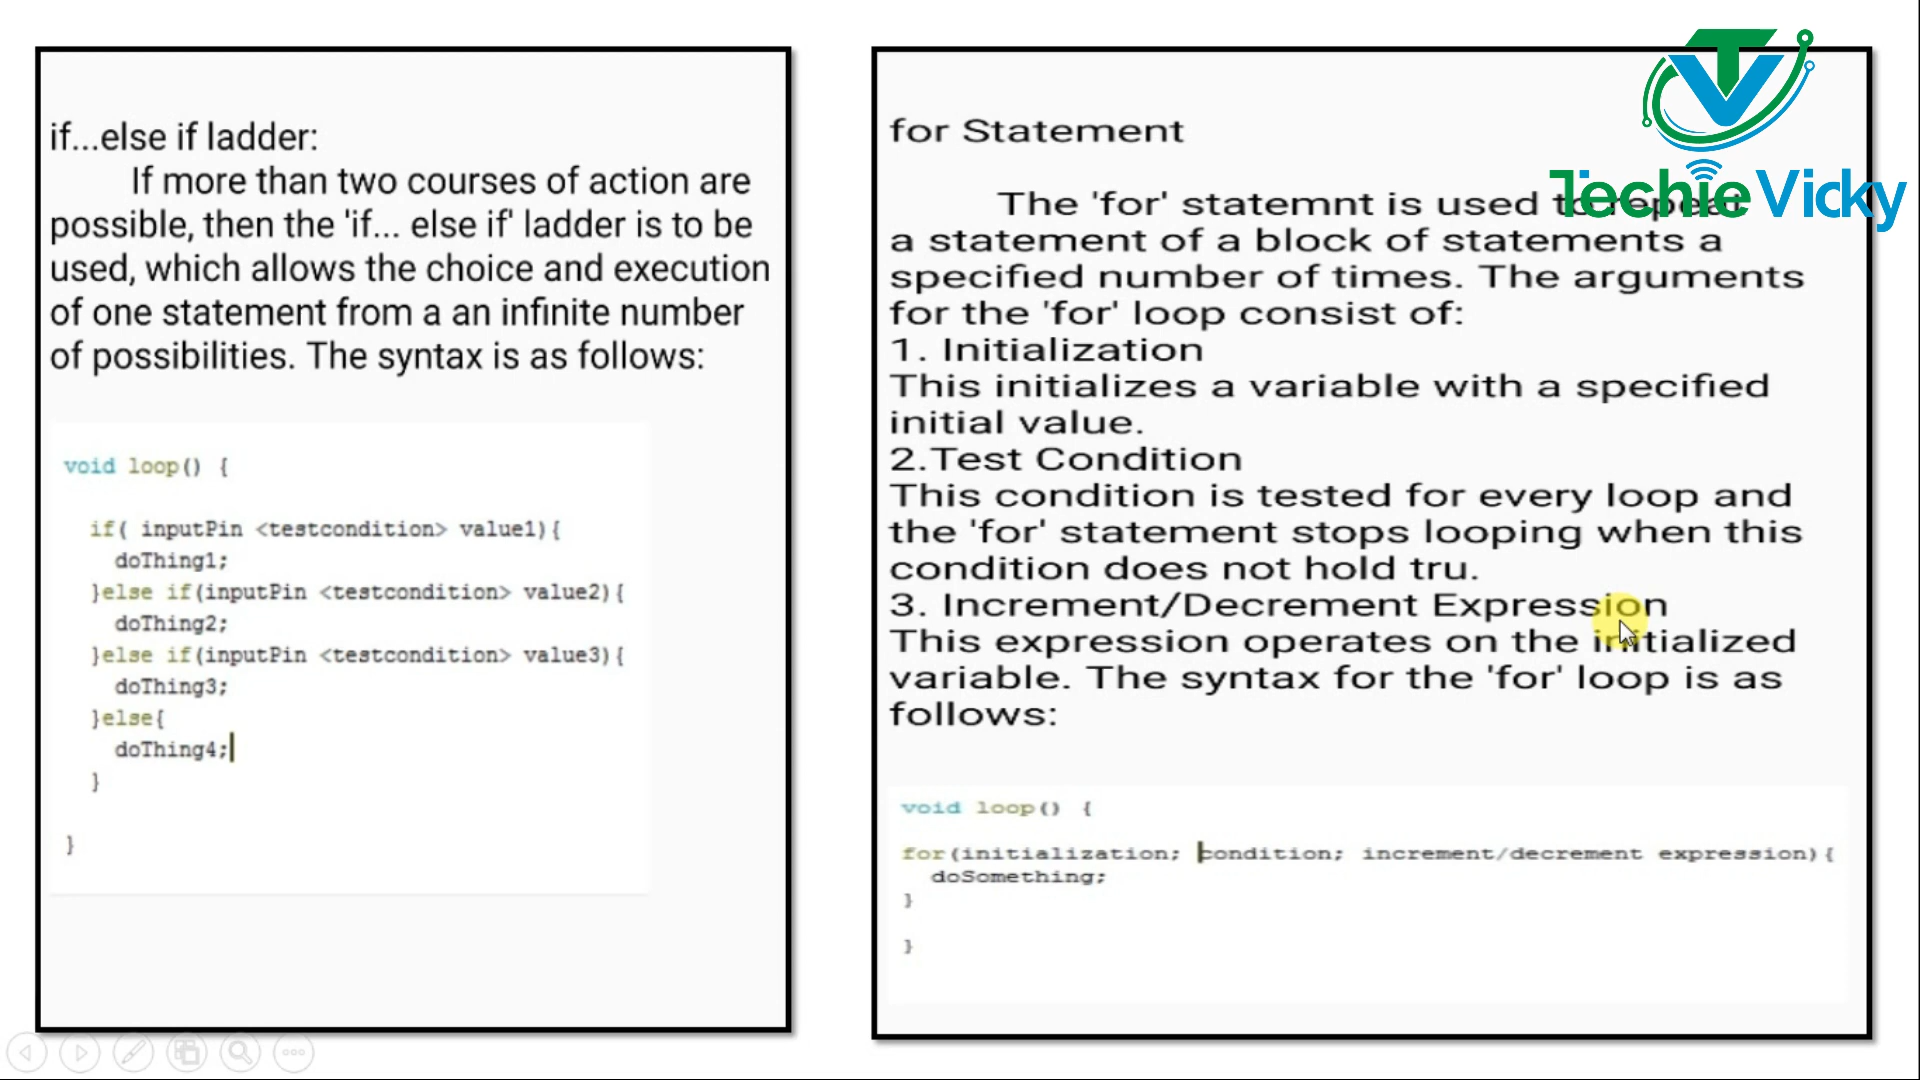 if...else if ladder:
If more than two courses of action are
possible, then the 'if... else if' ladder is to be
used, which allows the choice and execution
of one statement from a an infinite number
of possibilities. The syntax is as follows:
void loop() {
if( inputPin <testcondition> value1){
doThing1;
}else if(inputPin <testcondition> value2){
doThing2;
}else if(inputPin <testcondition> value3){
doThing3;
}else{
doThing4;
}
}
TV
Techie Vicky
for Statement
The 'for' statemnt is used to repeat
a statement of a block of statements a
specified number of times. The arguments
for the 'for' loop consist of:
1. Initialization
This initializes a variable with a specified
initial value.
2.Test Condition
This condition is tested for every loop and
the 'for' statement stops looping when this
condition does not hold tru.
3. Increment/Decrement Expression
This expression operates on the initialized
variable. The syntax for the 'for' loop is as
follows:
void loop() {
for(initialization; condition; increment/decrement expression){
doSomething;
}
}